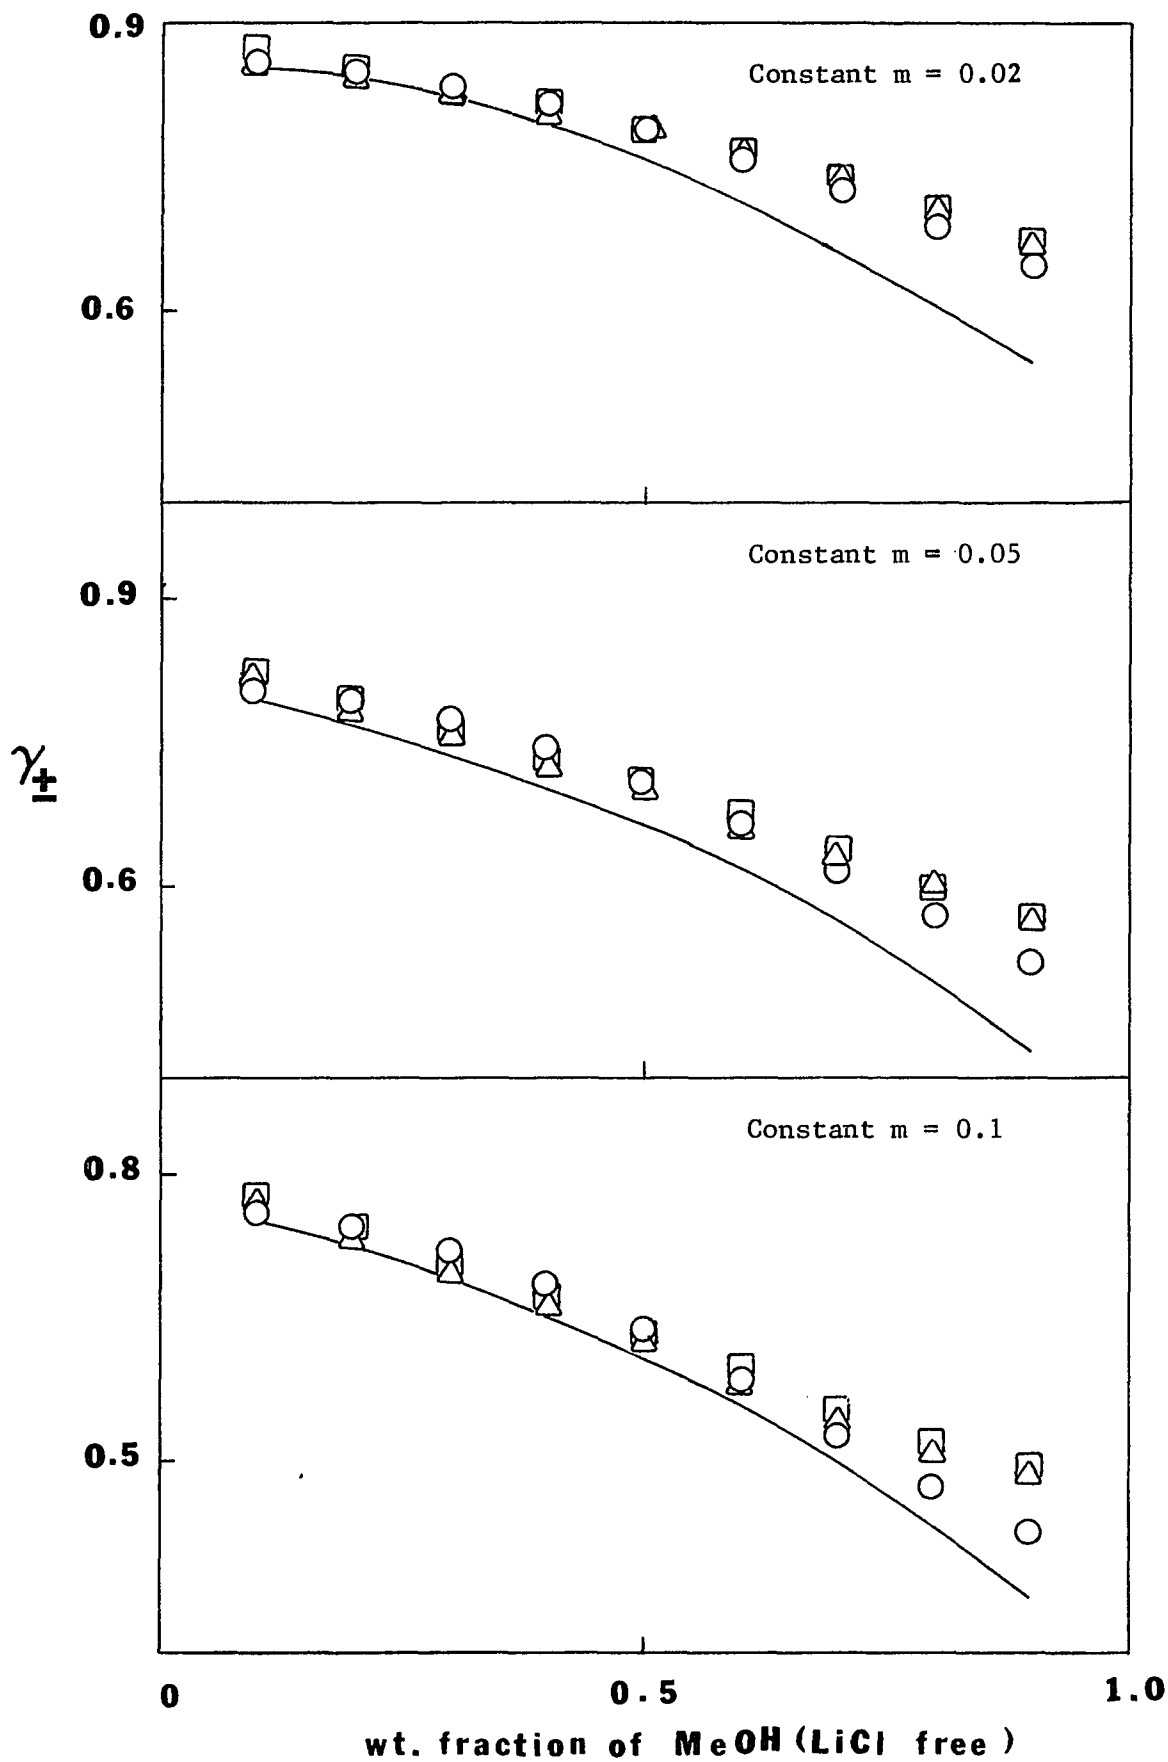 0.9
Constant m = 0.02
0.6
Constant m = 0.05
0.9
γ±
0.6
Constant m = 0.1
0.8
0.5
0 0.5 1.0
wt. fraction of MeOH (LiCl free)